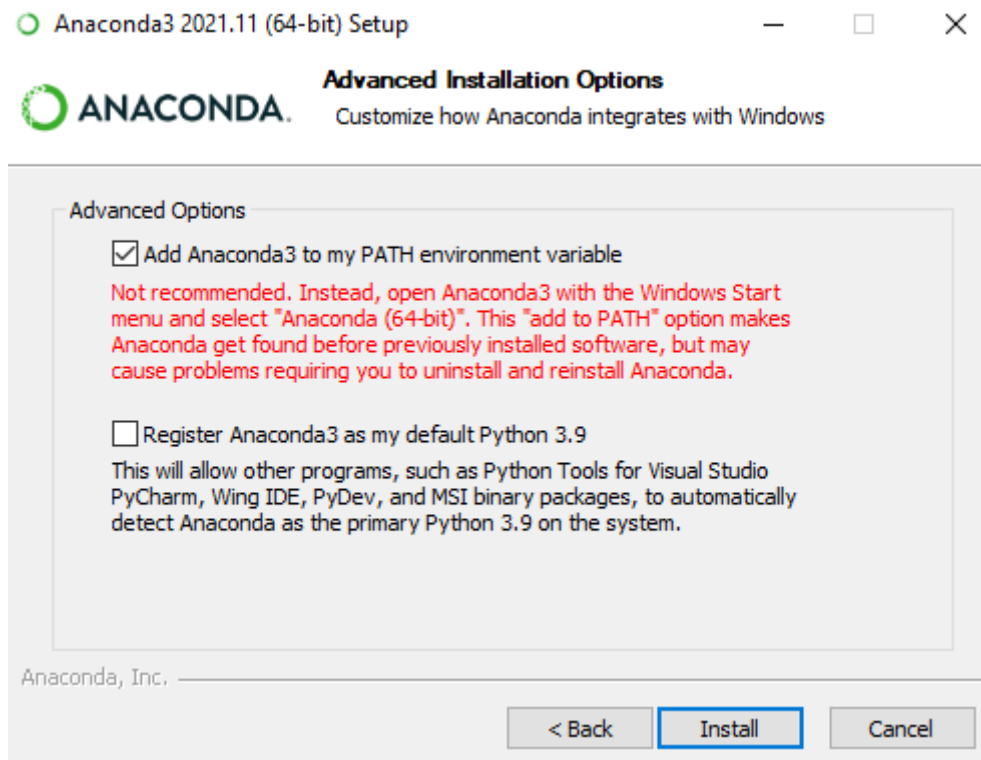 Anaconda3 2021.11 (64-bit) Setup
ANACONDA.
Advanced Installation Options
Customize how Anaconda integrates with Windows
Advanced Options
Add Anaconda3 to my PATH environment variable
Not recommended. Instead, open Anaconda3 with the Windows Start
menu and select "Anaconda (64-bit)". This "add to PATH" option makes
Anaconda get found before previously installed software, but may
cause problems requiring you to uninstall and reinstall Anaconda.
Register Anaconda3 as my default Python 3.9
This will allow other programs, such as Python Tools for Visual Studio
PyCharm, Wing IDE, PyDev, and MSI binary packages, to automatically
detect Anaconda as the primary Python 3.9 on the system.
Anaconda, Inc.
< Back Install Cancel